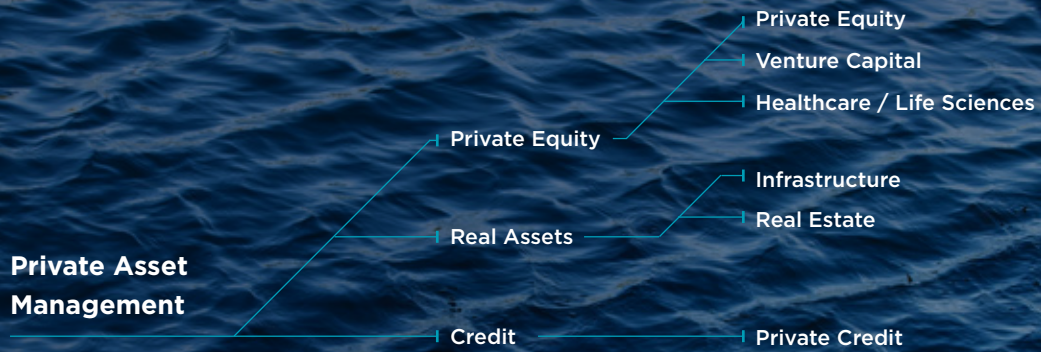 Private Asset
Management
Private Equity
Private Equity
Venture Capital
Healthcare / Life Sciences
Real Assets
Infrastructure
Real Estate
Credit
Private Credit